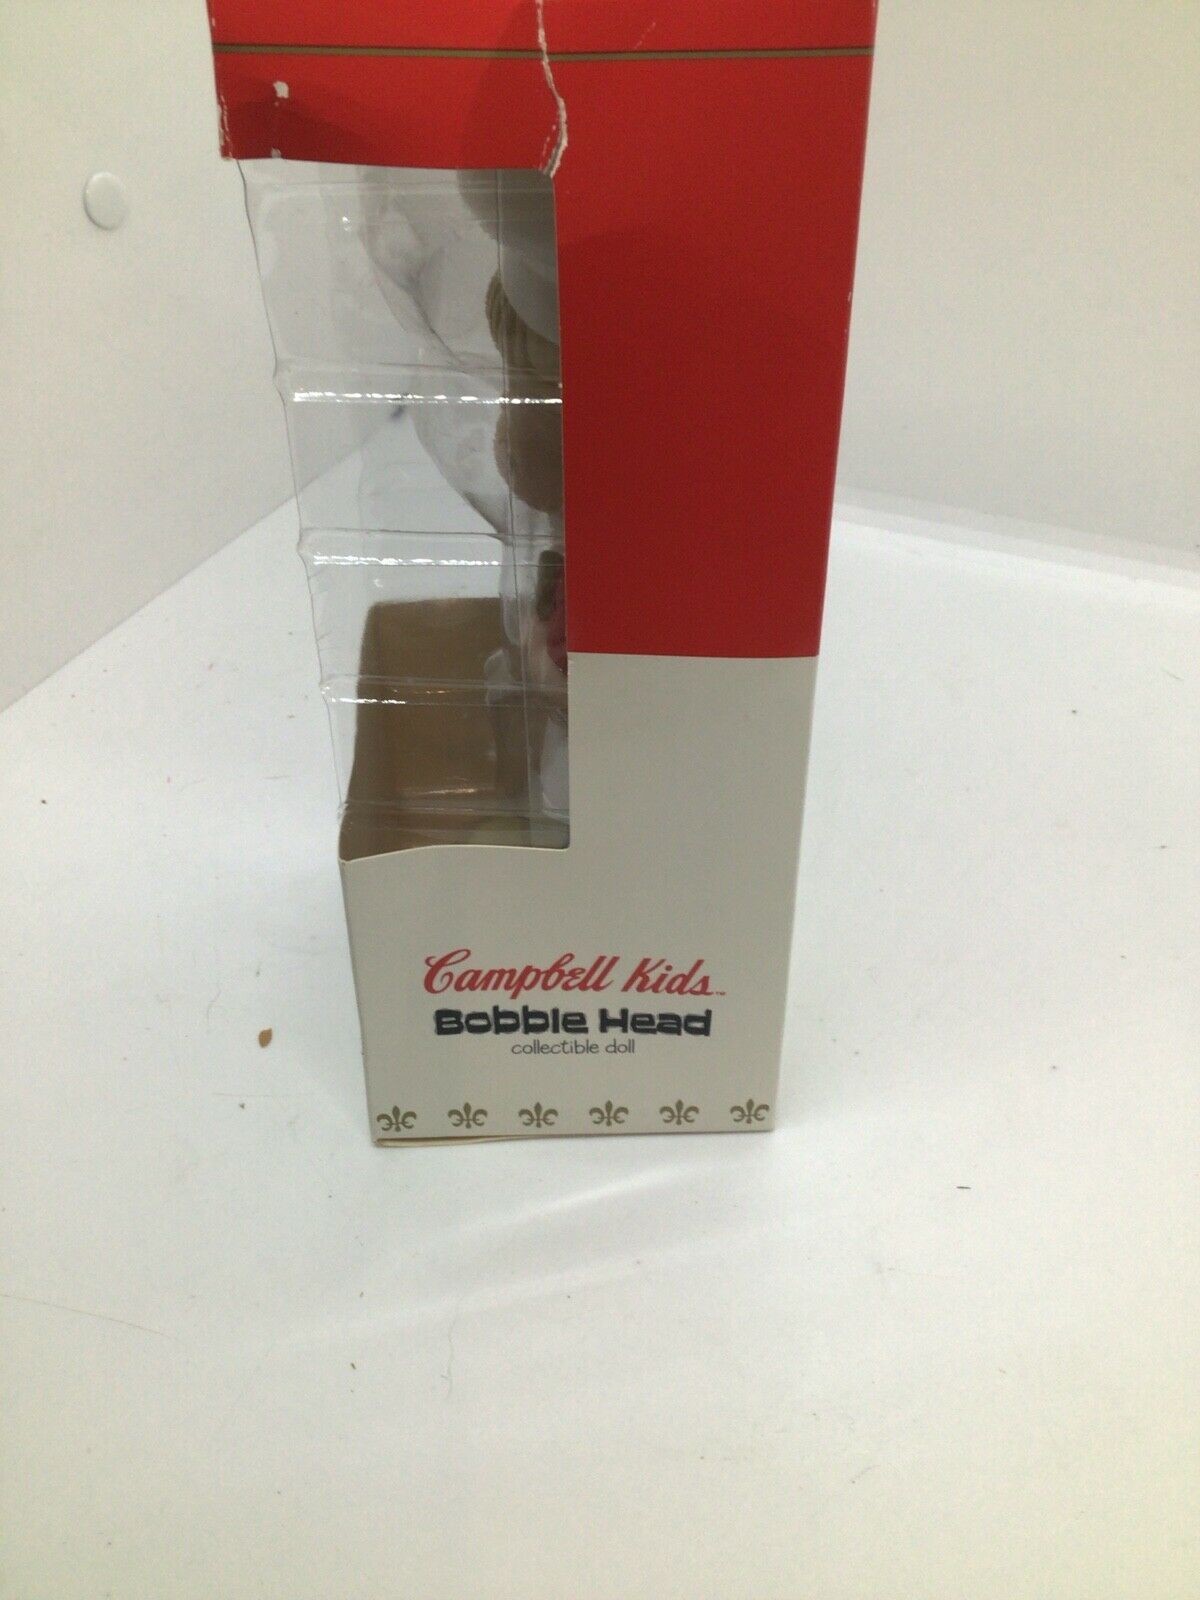 Campbell Kids™
Bobble Head
collectible doll